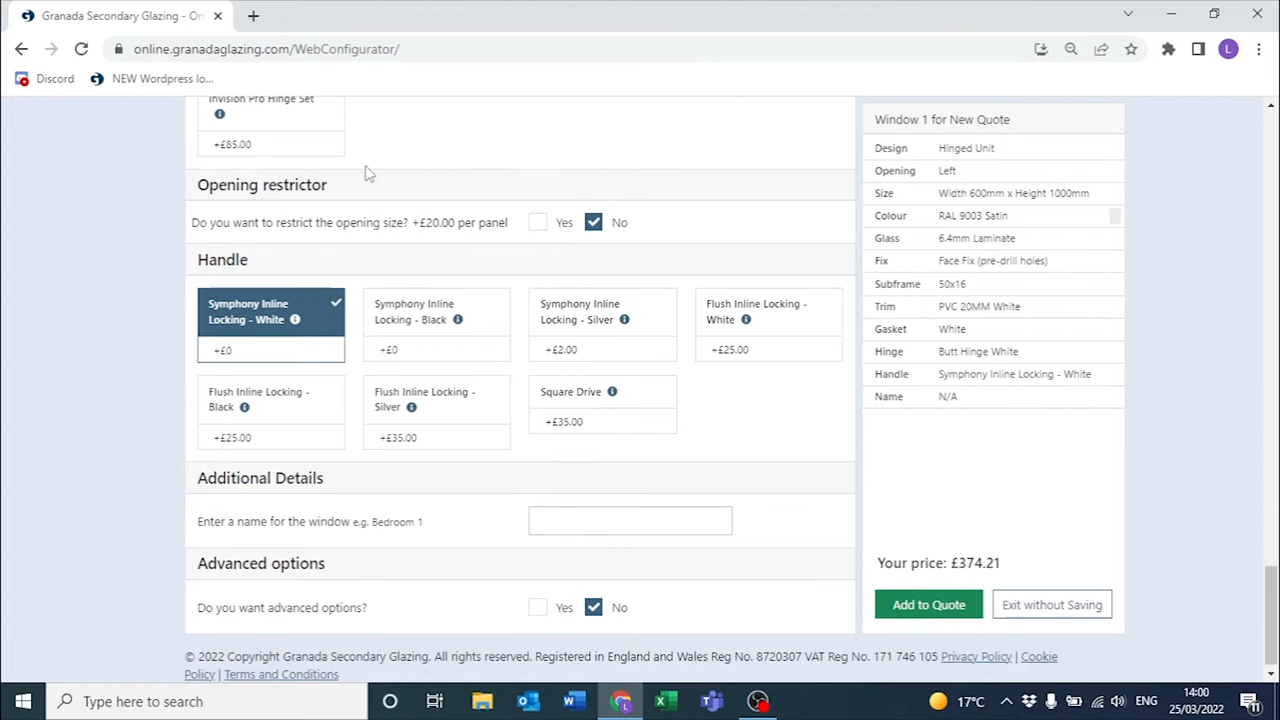 Granada Secondary Glazing - On
online.granadaglazing.com/WebConfigurator/
L
Discord
NEW Wordpress lo...
Invision Pro Hinge Set
+£85.00
Opening restrictor
Do you want to restrict the opening size? +£20.00 per panel
Yes
No
Handle
Symphony Inline
Locking - White
+£0
Symphony Inline
Locking - Black
+£0
Symphony Inline
Locking - Silver
+£2.00
Flush Inline Locking -
White
+£25.00
Flush Inline Locking -
Black
+£25.00
Flush Inline Locking -
Silver
+£35.00
Square Drive
+£35.00
Additional Details
Enter a name for the window e.g. Bedroom 1
Advanced options
Do you want advanced options?
Yes
No
Window 1 for New Quote
Design Hinged Unit
Opening Left
Size Width 600mm x Height 1000mm
Colour RAL 9003 Satin
Glass 6.4mm Laminate
Fix Face Fix (pre-drill holes)
Subframe 50x16
Trim PVC 20MM White
Gasket White
Hinge Butt Hinge White
Handle Symphony Inline Locking - White
Name N/A
Your price: £374.21
Add to Quote
Exit without Saving
© 2022 Copyright Granada Secondary Glazing. All rights reserved. Registered in England and Wales Reg No. 8720307 VAT Reg No. 171 746 105 Privacy Policy | Cookie
Policy | Terms and Conditions
Type here to search
17°C
ENG
14:00
25/03/2022